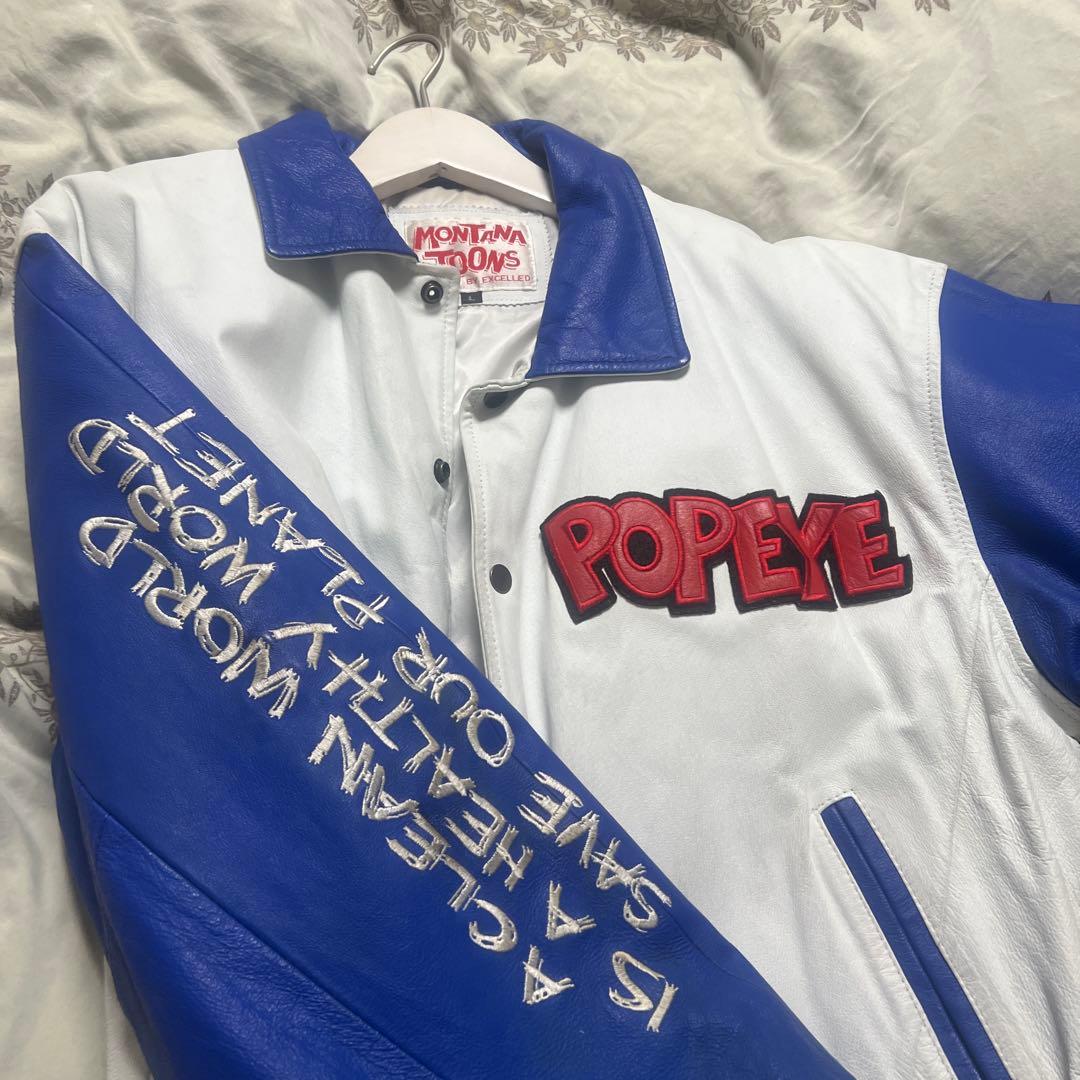 MONTANA
TOONS
BY EXCELLED
L
POPEYE
A CLEAN WORLD
IS A HEALTHY WORLD
SAVE OUR PLANET